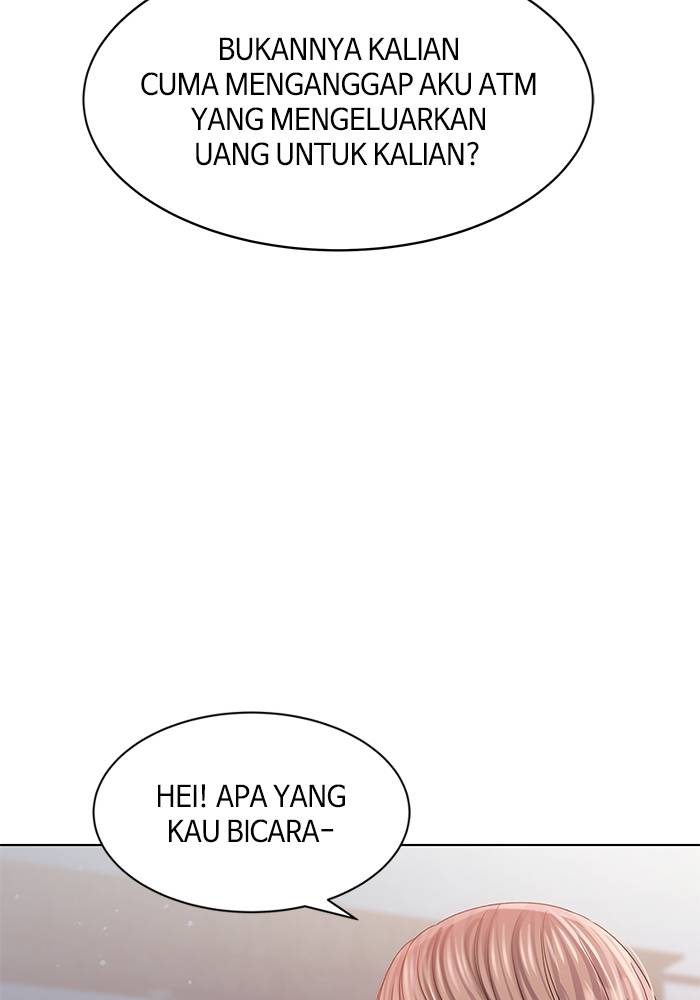 BUKANNYA KALIAN
CUMA MENGANGGAP AKU ATM
YANG MENGELUARKAN
UANG UNTUK KALIAN?
HEI! APA YANG
KAU BICARA-